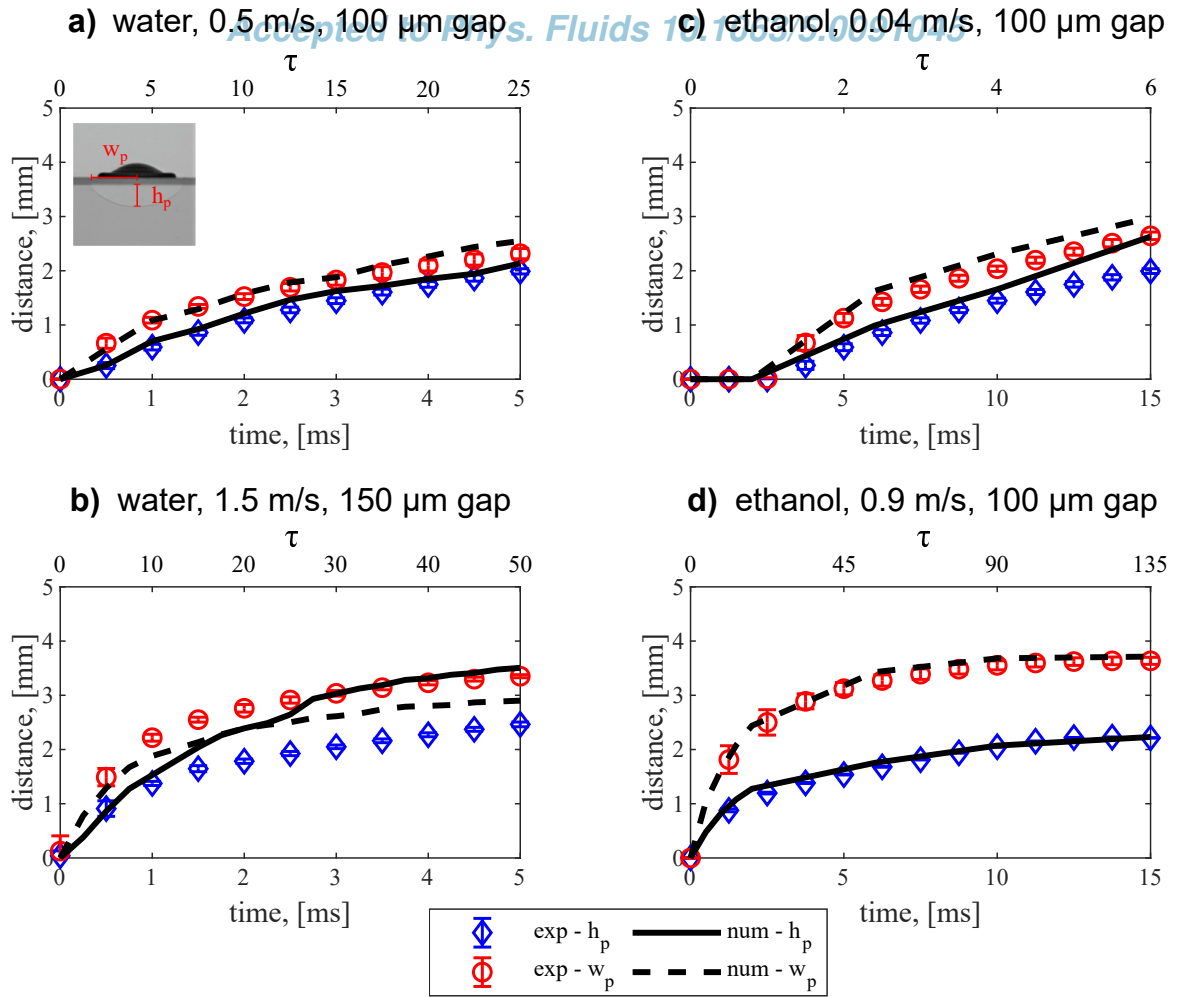 Accepted to Phys. Fluids 10.1063/5.0091043
a) water, 0.5 m/s, 100 µm gap
τ
0 5 10 15 20 25
5
4
3
2
1
0
distance, [mm]
w_p
h_p
0 1 2 3 4 5
time, [ms]
c) ethanol, 0.04 m/s, 100 µm gap
τ
0 2 4 6
5
4
3
2
1
0
distance, [mm]
0 5 10 15
time, [ms]
b) water, 1.5 m/s, 150 µm gap
τ
0 10 20 30 40 50
5
4
3
2
1
0
distance, [mm]
0 1 2 3 4 5
time, [ms]
d) ethanol, 0.9 m/s, 100 µm gap
τ
0 45 90 135
5
4
3
2
1
0
distance, [mm]
0 5 10 15
time, [ms]
exp - h_p num - h_p
exp - w_p num - w_p